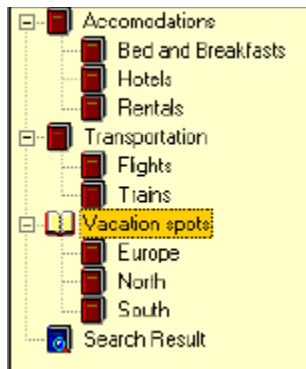 Accomodations
Bed and Breakfasts
Hotels
Rentals
Transportation
Flights
Trains
Vacation spots
Europe
North
South
Search Result